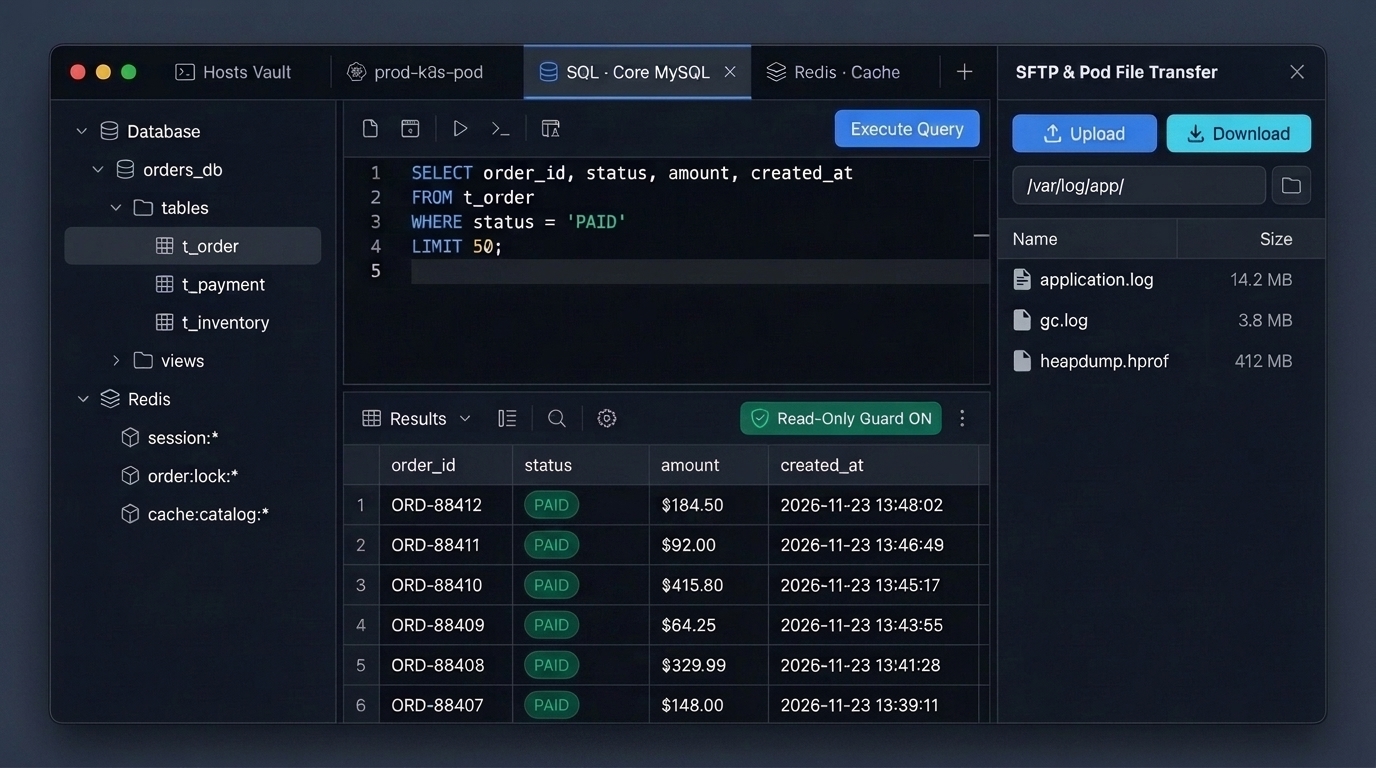 Hosts Vault
prod-k8s-pod
SQL · Core MySQL
Redis · Cache
SFTP & Pod File Transfer
Database
orders_db
tables
t_order
t_payment
t_inventory
views
Redis
session:*
order:lock:*
cache:catalog:*
Execute Query
1 SELECT order_id, status, amount, created_at
2 FROM t_order
3 WHERE status = 'PAID'
4 LIMIT 50;
5
Results
Read-Only Guard ON
order_id status amount created_at
1 ORD-88412 PAID $184.50 2026-11-23 13:48:02
2 ORD-88411 PAID $92.00 2026-11-23 13:46:49
3 ORD-88410 PAID $415.80 2026-11-23 13:45:17
4 ORD-88409 PAID $64.25 2026-11-23 13:43:55
5 ORD-88408 PAID $329.99 2026-11-23 13:41:28
6 ORD-88407 PAID $148.00 2026-11-23 13:39:11
Upload Download
/var/log/app/
Name Size
application.log 14.2 MB
gc.log 3.8 MB
heapdump.hprof 412 MB